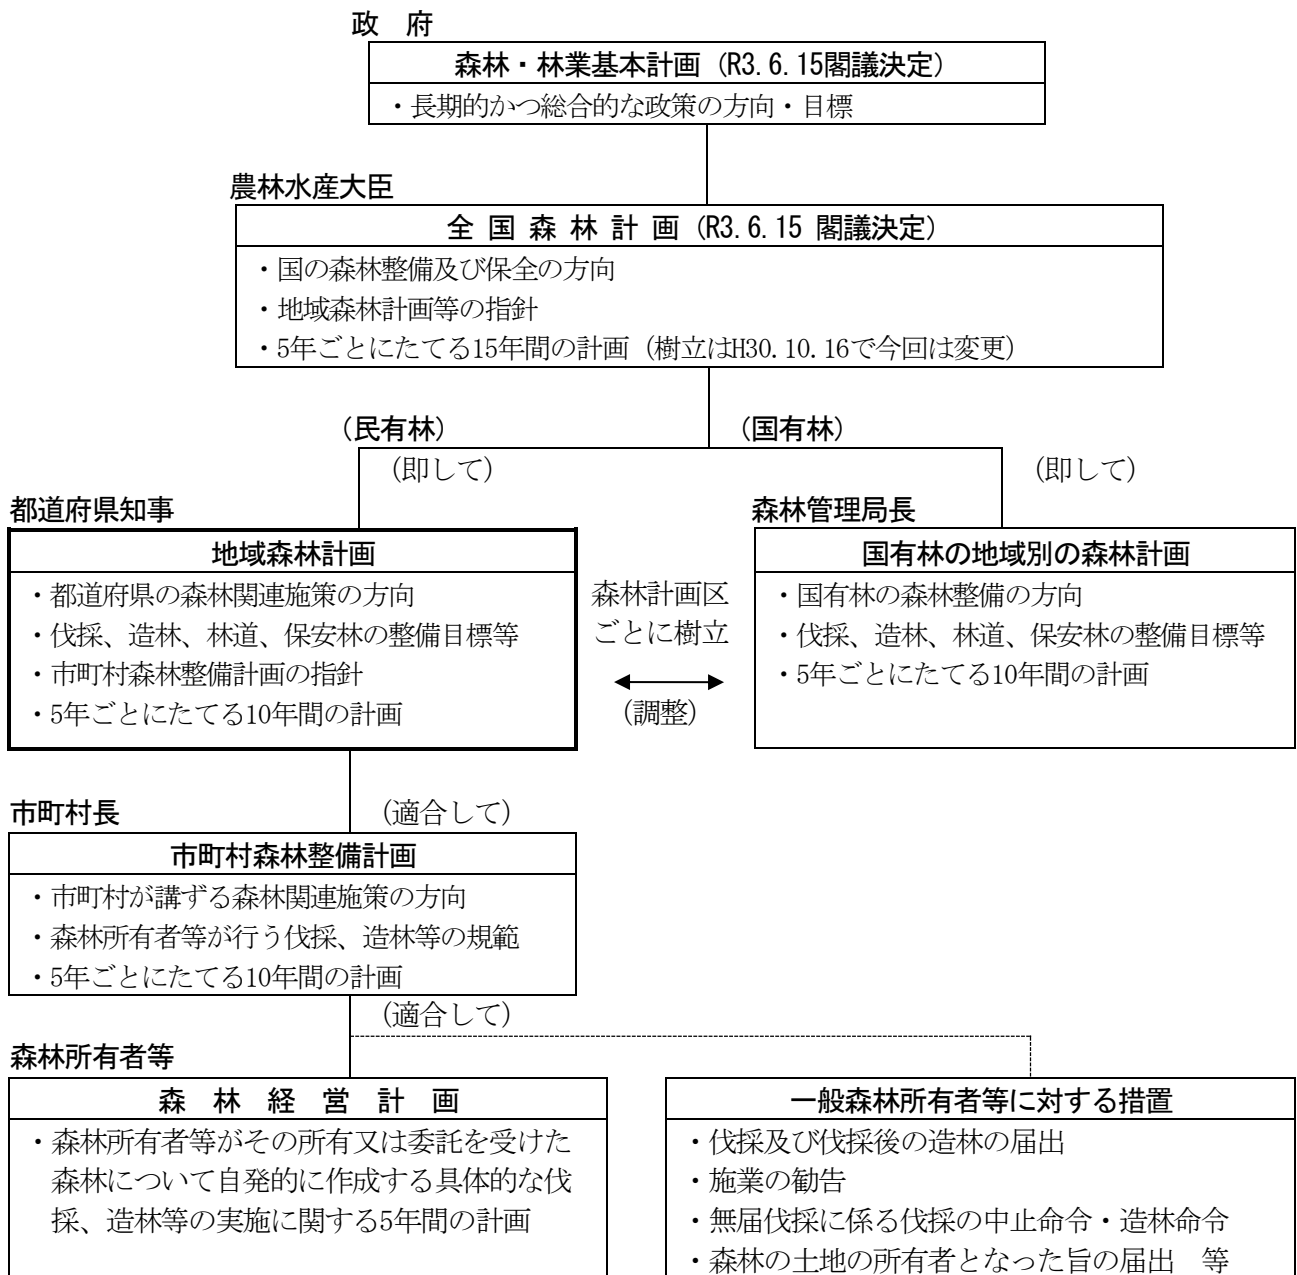 政　府
森林・林業基本計画（R3.6.15閣議決定）
・長期的かつ総合的な政策の方向・目標
農林水産大臣
全 国 森 林 計 画（R3.6.15 閣議決定）
・国の森林整備及び保全の方向
・地域森林計画等の指針
・5年ごとにたてる15年間の計画（樹立はH30.10.16で今回は変更）
（民有林）
（国有林）
（即して）
（即して）
都道府県知事
地域森林計画
・都道府県の森林関連施策の方向
・伐採、造林、林道、保安林の整備目標等
・市町村森林整備計画の指針
・5年ごとにたてる10年間の計画
森林計画区
ごとに樹立
（調整）
森林管理局長
国有林の地域別の森林計画
・国有林の森林整備の方向
・伐採、造林、林道、保安林の整備目標等
・5年ごとにたてる10年間の計画
市町村長
（適合して）
市町村森林整備計画
・市町村が講ずる森林関連施策の方向
・森林所有者等が行う伐採、造林等の規範
・5年ごとにたてる10年間の計画
（適合して）
森林所有者等
森　林　経　営　計　画
・森林所有者等がその所有又は委託を受けた
森林について自発的に作成する具体的な伐
採、造林等の実施に関する5年間の計画
一般森林所有者等に対する措置
・伐採及び伐採後の造林の届出
・施業の勧告
・無届伐採に係る伐採の中止命令・造林命令
・森林の土地の所有者となった旨の届出　等